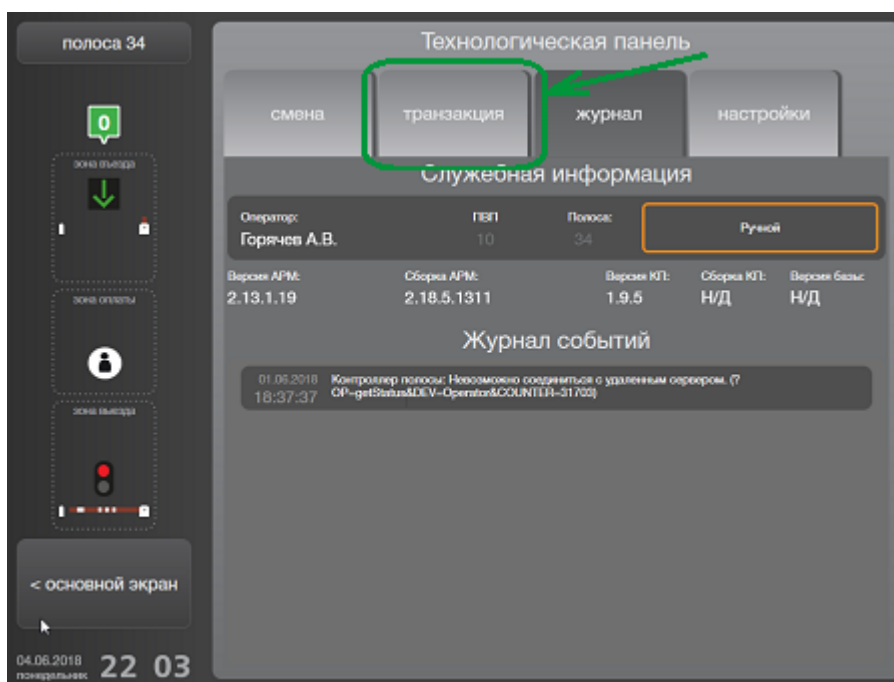 полоса 34
0
зона въезда
зона оплаты
зона выезда
< основной экран
04.06.2018
понедельник
22 03
Технологическая панель
смена
транзакция
журнал
настройки
Служебная информация
Оператор: ПВП Полоса:
Горячев А.В. 10 34
Ручной
Версия АРМ: Сборка АРМ: Версия КП: Сборка КП: Версия базы:
2.13.1.19 2.18.5.1311 1.9.5 Н/Д Н/Д
Журнал событий
01.06.2018 Контроллер полосы: Невозможно соединиться с удаленным сервером. (?
18:37:37 OP=getStatus&DEV=Operator&COUNTER=31703)